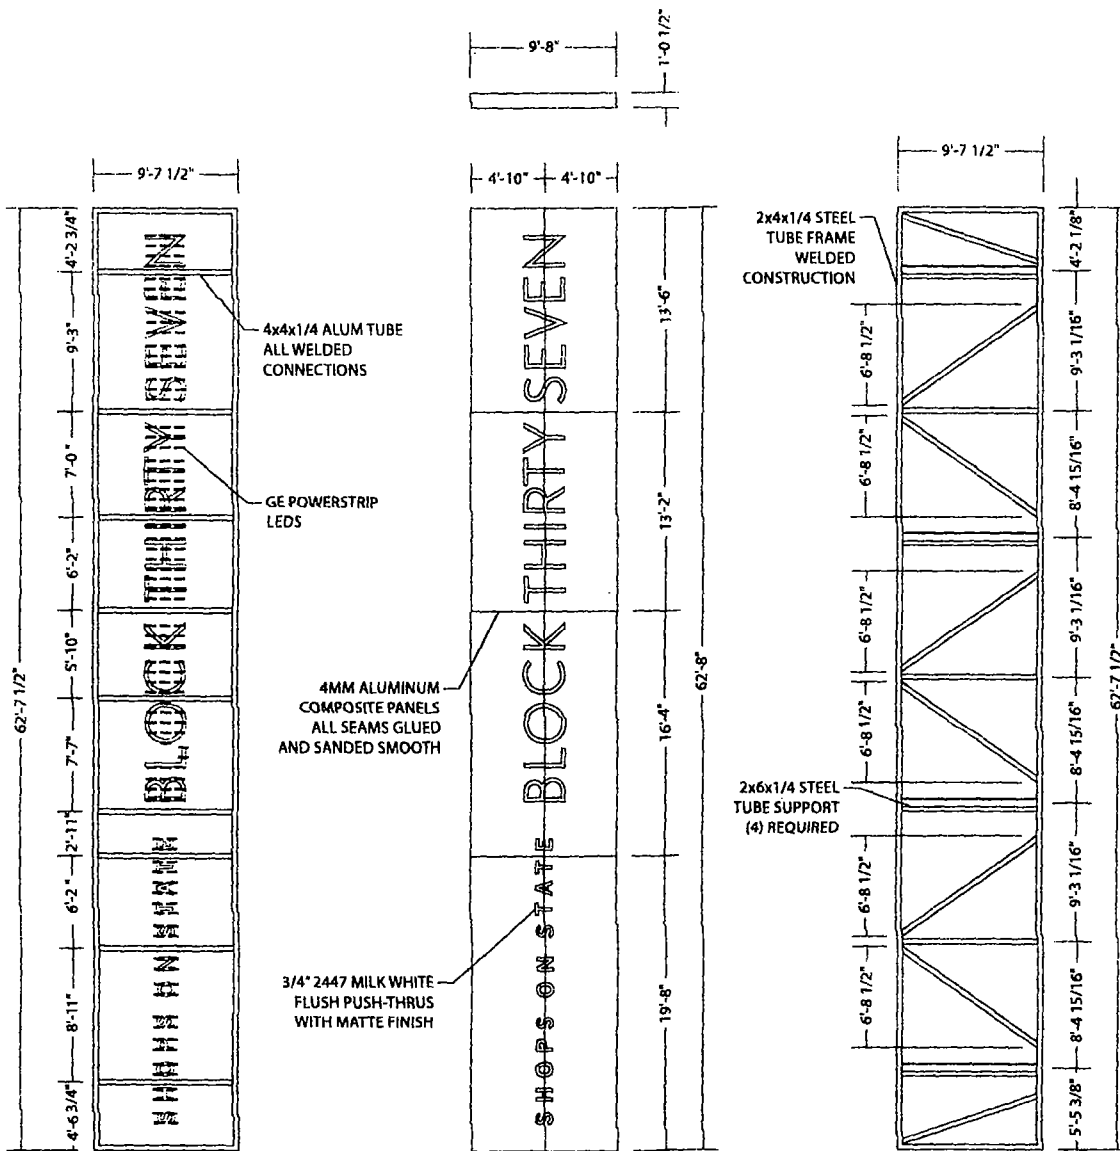 9'-8"
1'-0 1/2"
9'-7 1/2"
62'-7 1/2"
4'-2 3/4"
9'-3"
7'-0"
6'-2"
5'-10"
7'-7"
2'-11"
6'-2"
8'-11"
4'-6 3/4"
4x4x1/4 ALUM TUBE
ALL WELDED
CONNECTIONS
GE POWERSTRIP
LEDS
BLOCK THIRTY SEVEN
SHOPS ON STATE
4'-10"
4'-10"
BLOCK THIRTY SEVEN
SHOPS ON STATE
13'-6"
13'-2"
16'-4"
19'-8"
62'-8"
4MM ALUMINUM
COMPOSITE PANELS
ALL SEAMS GLUED
AND SANDED SMOOTH
3/4" 2447 MILK WHITE
FLUSH PUSH-THRUS
WITH MATTE FINISH
9'-7 1/2"
2x4x1/4 STEEL
TUBE FRAME
WELDED
CONSTRUCTION
2x6x1/4 STEEL
TUBE SUPPORT
(4) REQUIRED
6'-8 1/2"
6'-8 1/2"
6'-8 1/2"
6'-8 1/2"
6'-8 1/2"
6'-8 1/2"
4'-2 1/8"
9'-3 1/16"
8'-4 15/16"
9'-3 1/16"
8'-4 15/16"
9'-3 1/16"
8'-4 15/16"
5'-5 3/8"
62'-7 1/2"